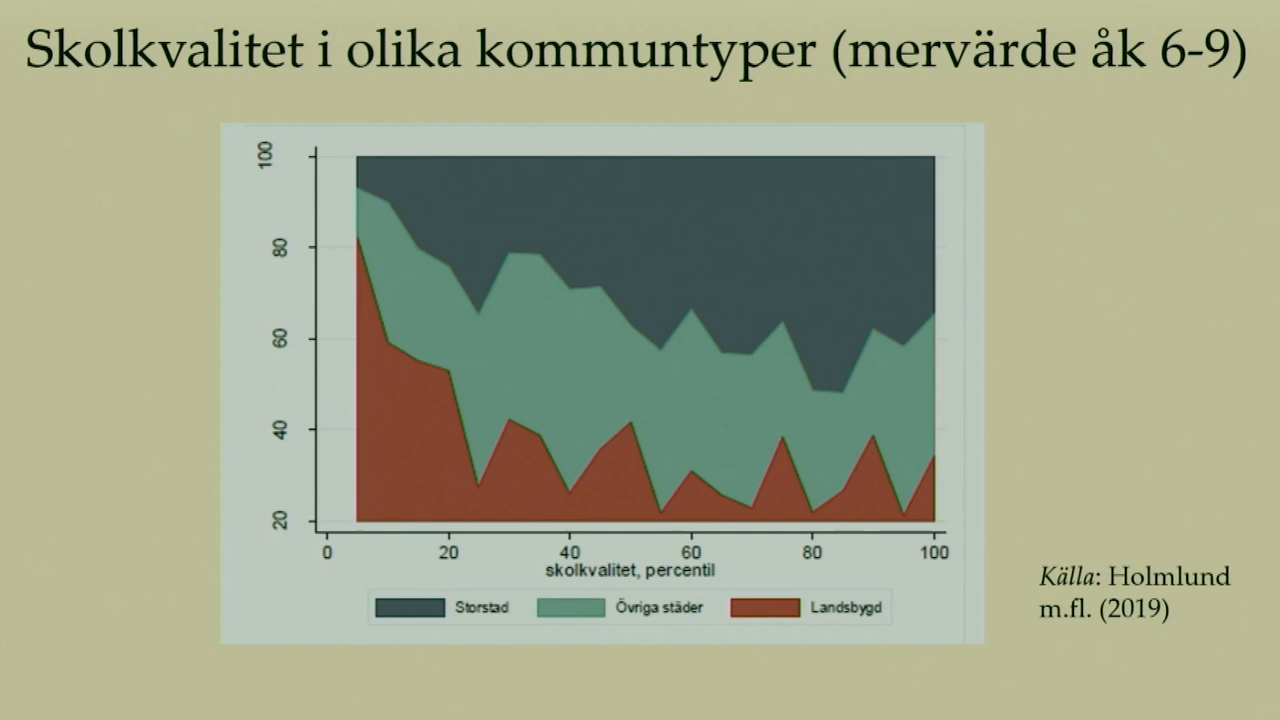 Skolkvalitet i olika kommuntyper (mervärde åk 6-9)
100
80
60
40
20
0 20 40 60 80 100
skolkvalitet, percentil
Storstad Övriga städer Landsbygd
Källa: Holmlund
m.fl. (2019)